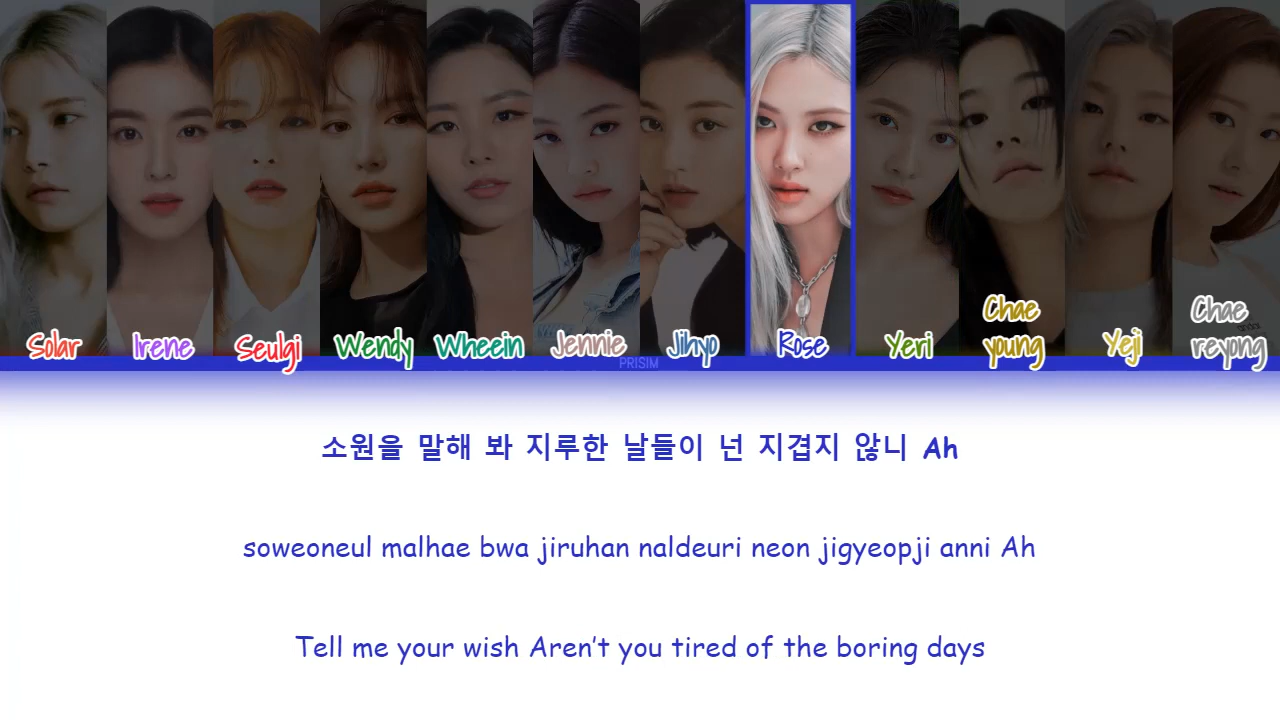 Solar Irene Seulgi Wendy Wheein Jennie Jihyo Rose Yeri Chae young Yeji Chae reyong
PRISIM
소원을 말해 봐 지루한 날들이 넌 지겹지 않니 Ah
soweoneul malhae bwa jiruhan naldeuri neon jigyeopji anni Ah
Tell me your wish Aren't you tired of the boring days